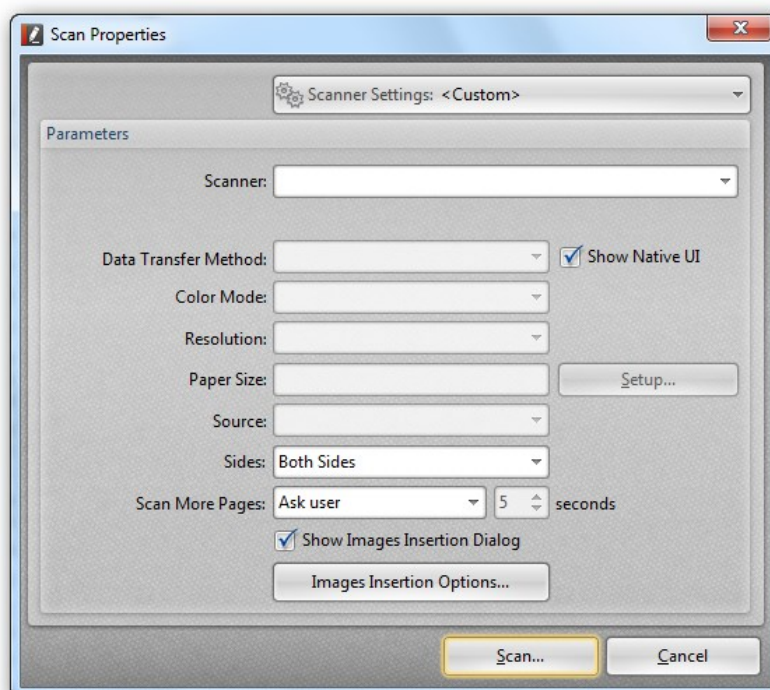 Scan Properties
Scanner Settings: <Custom>
Parameters
Scanner:
Data Transfer Method:
Show Native UI
Color Mode:
Resolution:
Paper Size:
Setup...
Source:
Sides: Both Sides
Scan More Pages: Ask user 5 seconds
Show Images Insertion Dialog
Images Insertion Options...
Scan... Cancel